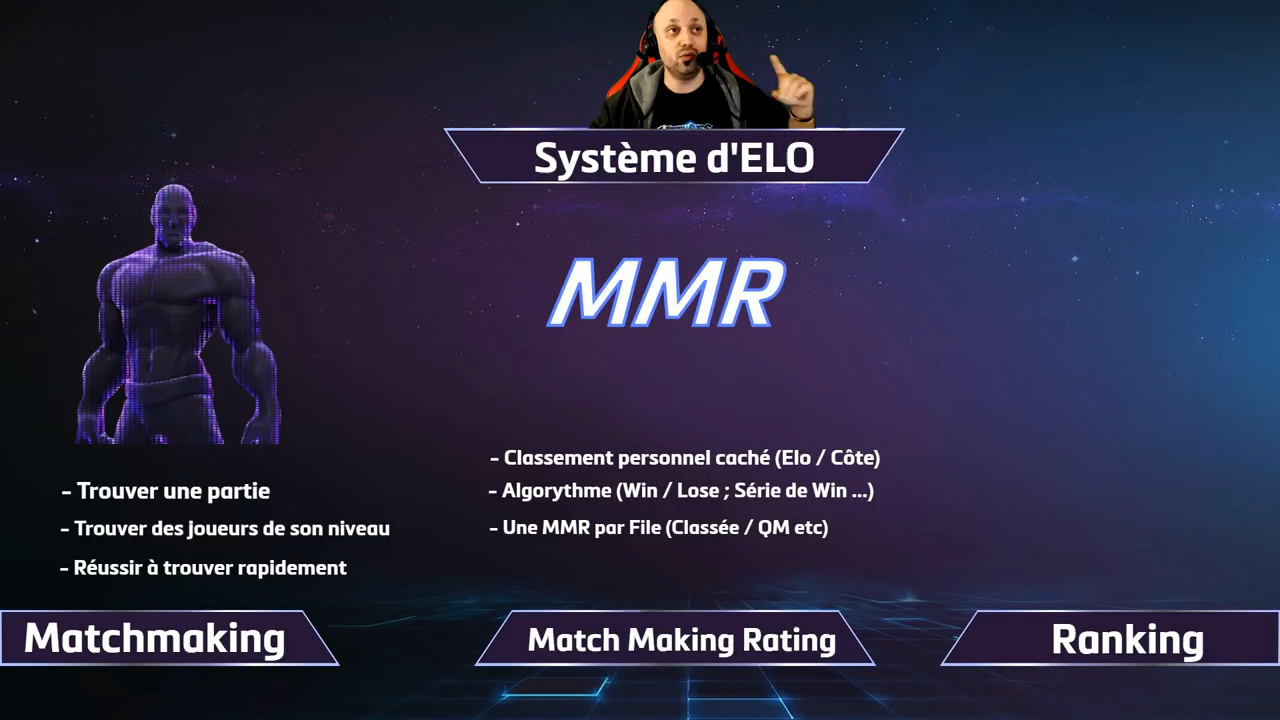 Système d'ELO
MMR
- Trouver une partie
- Trouver des joueurs de son niveau
- Réussir à trouver rapidement
- Classement personnel caché (Elo / Côte)
- Algorythme (Win / Lose ; Série de Win ...)
- Une MMR par File (Classée / QM etc)
Matchmaking
Match Making Rating
Ranking